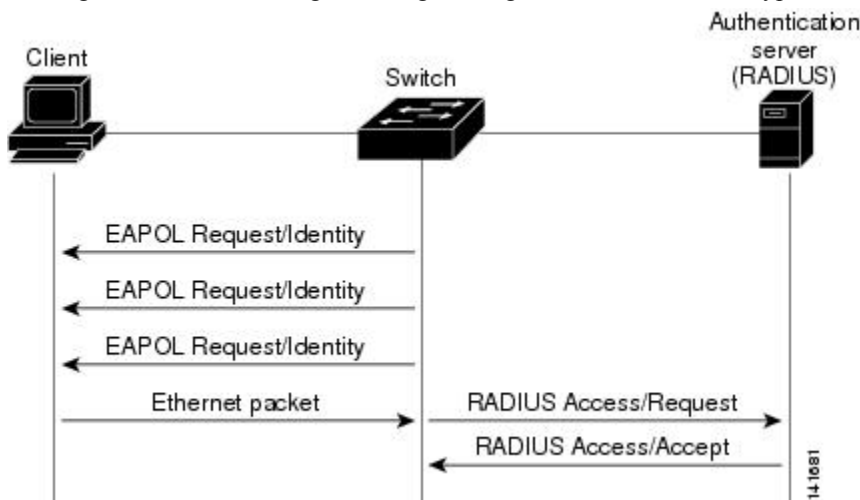 Authentication
server
(RADIUS)
Client
Switch
EAPOL Request/Identity
EAPOL Request/Identity
EAPOL Request/Identity
Ethernet packet
RADIUS Access/Request
RADIUS Access/Accept
141681